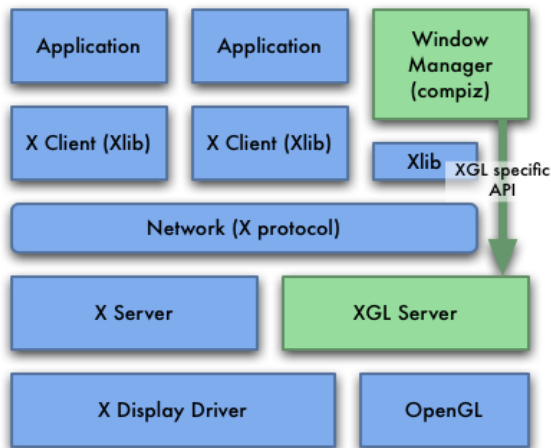 Application
Application
Window
Manager
(compiz)
X Client (Xlib)
X Client (Xlib)
Xlib
XGL specific
API
Network (X protocol)
X Server
XGL Server
X Display Driver
OpenGL